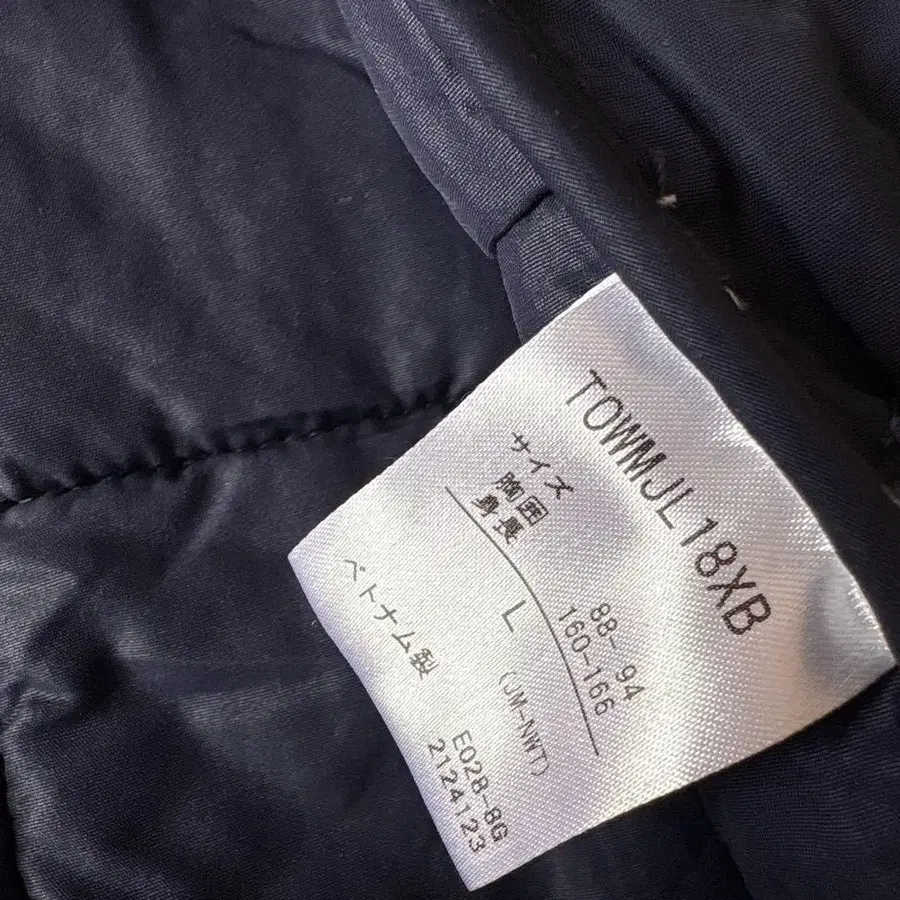 TOWMJL18XB
サイズ
胸囲 88- 94
身長 160-166
L
(JM-NWT)
ベトナム製
E028-8G
2124123